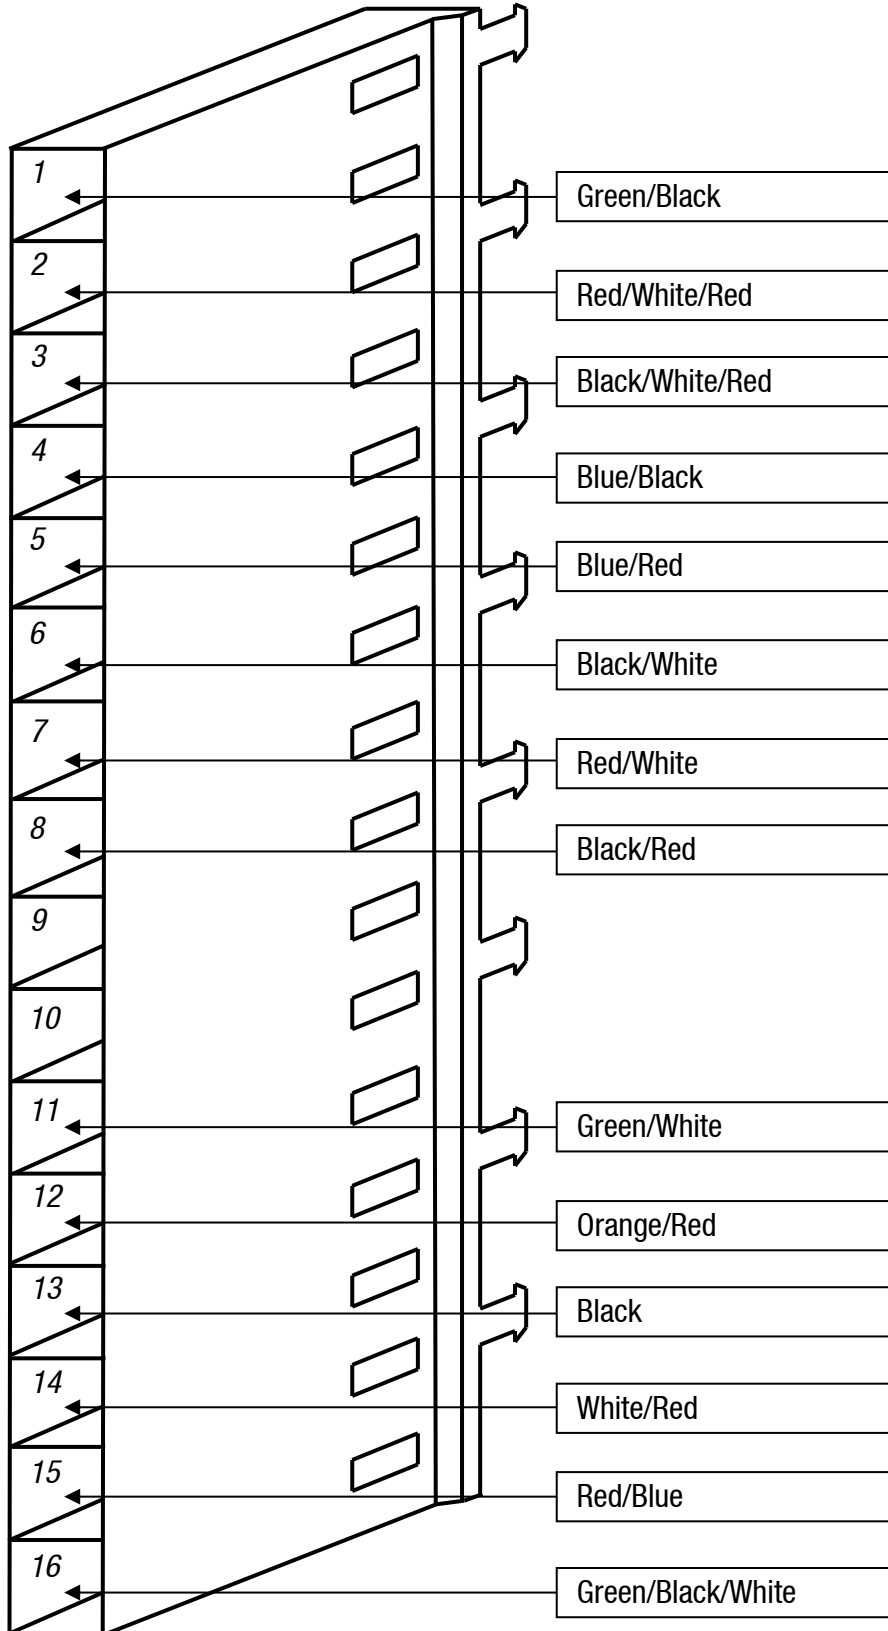 1
Green/Black
2
Red/White/Red
3
Black/White/Red
4
Blue/Black
5
Blue/Red
6
Black/White
7
Red/White
8
Black/Red
9
10
11
Green/White
12
Orange/Red
13
Black
14
White/Red
15
Red/Blue
16
Green/Black/White